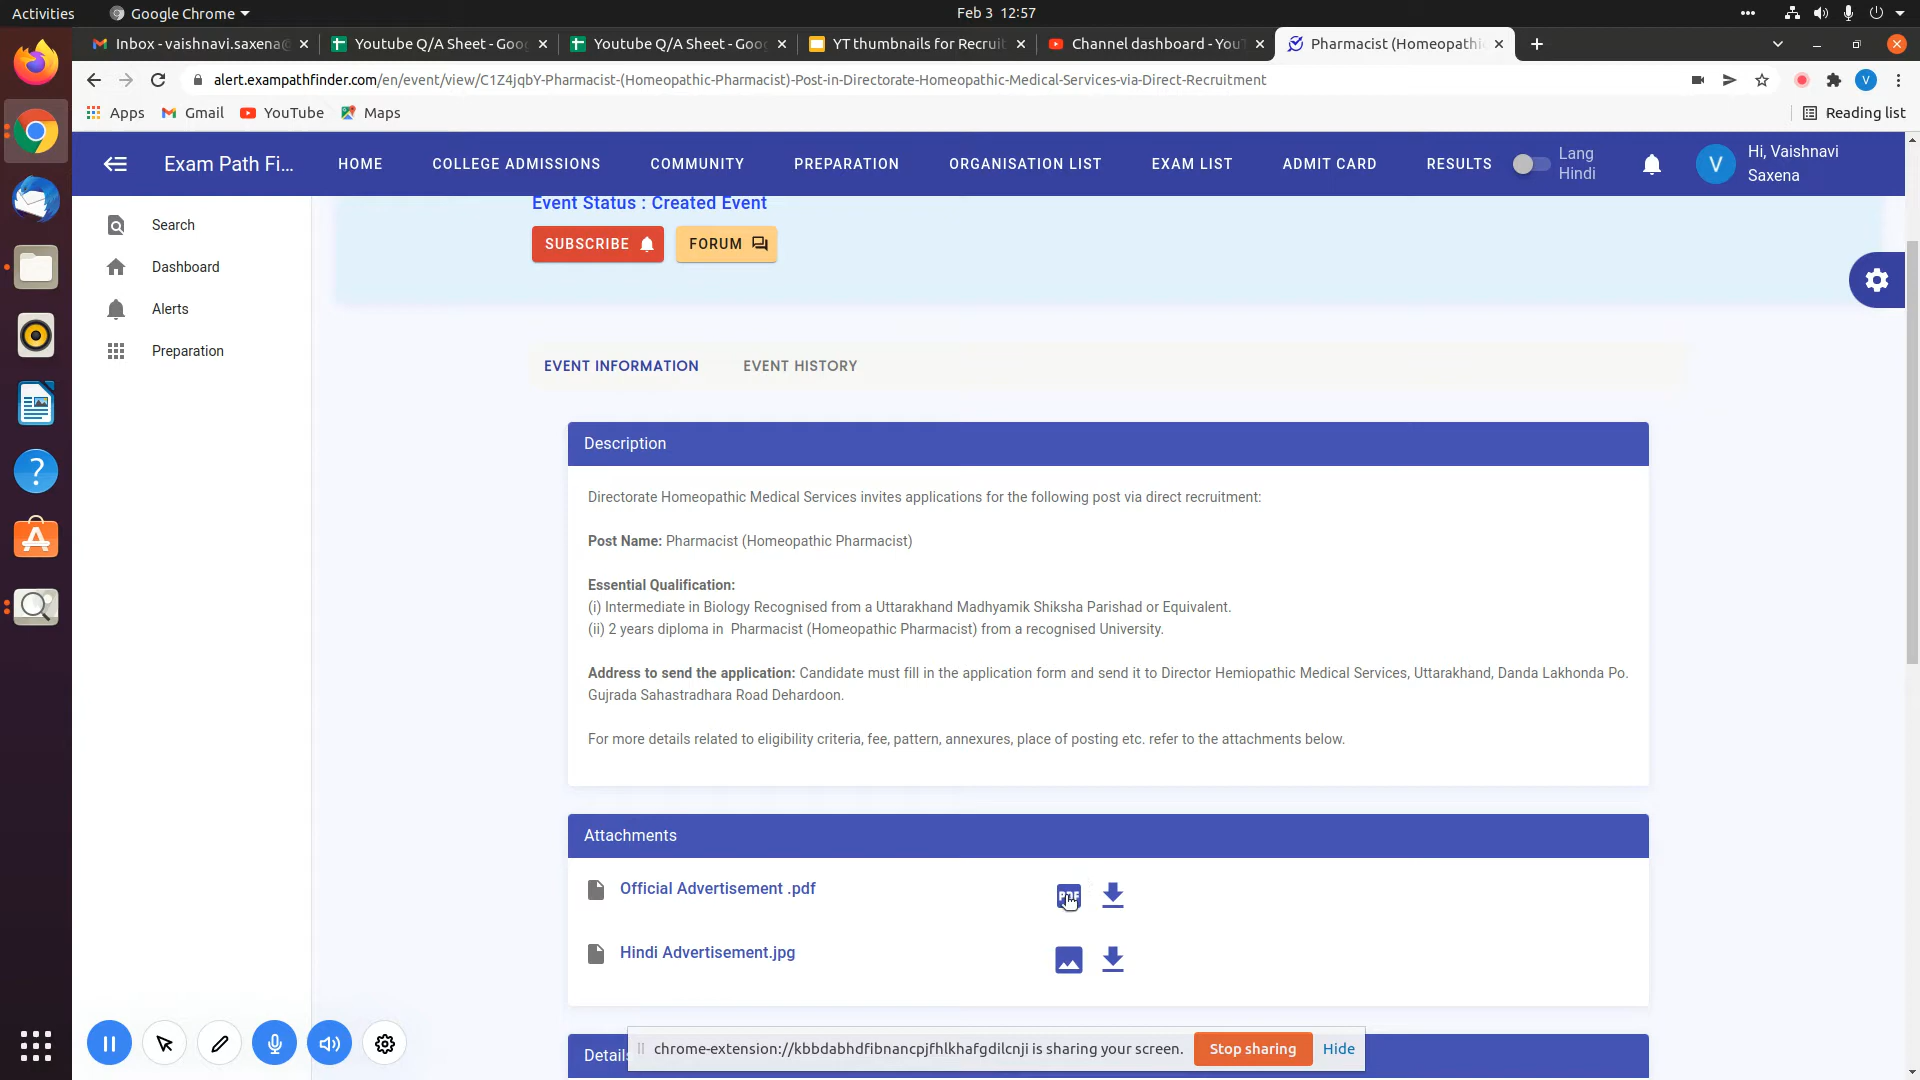 Activities
Google Chrome
Feb 3 12:57
Inbox - vaishnavi.saxena@
Youtube Q/A Sheet - Goo
Youtube Q/A Sheet - Goo
YT thumbnails for Recruit
Channel dashboard - YouT
Pharmacist (Homeopathi
alert.exampathfinder.com/en/event/view/C1Z4jqbY-Pharmacist-(Homeopathic-Pharmacist)-Post-in-Directorate-Homeopathic-Medical-Services-via-Direct-Recruitment
V
Apps
Gmail
YouTube
Maps
Reading list
Exam Path Fi...
HOME
COLLEGE ADMISSIONS
COMMUNITY
PREPARATION
ORGANISATION LIST
EXAM LIST
ADMIT CARD
RESULTS
Lang
Hindi
V
Hi, Vaishnavi
Saxena
Search
Dashboard
Alerts
Preparation
Event Status : Created Event
SUBSCRIBE
FORUM
EVENT INFORMATION
EVENT HISTORY
Description
Directorate Homeopathic Medical Services invites applications for the following post via direct recruitment:
Post Name: Pharmacist (Homeopathic Pharmacist)
Essential Qualification:
(i) Intermediate in Biology Recognised from a Uttarakhand Madhyamik Shiksha Parishad or Equivalent.
(ii) 2 years diploma in Pharmacist (Homeopathic Pharmacist) from a recognised University.
Address to send the application: Candidate must fill in the application form and send it to Director Hemiopathic Medical Services, Uttarakhand, Danda Lakhonda Po.
Gujrada Sahastradhara Road Dehardoon.
For more details related to eligibility criteria, fee, pattern, annexures, place of posting etc. refer to the attachments below.
Attachments
Official Advertisement .pdf
PDF
Hindi Advertisement.jpg
Details
chrome-extension://kbbdabhdfibnancpjfhlkhafgdilcnji is sharing your screen.
Stop sharing
Hide